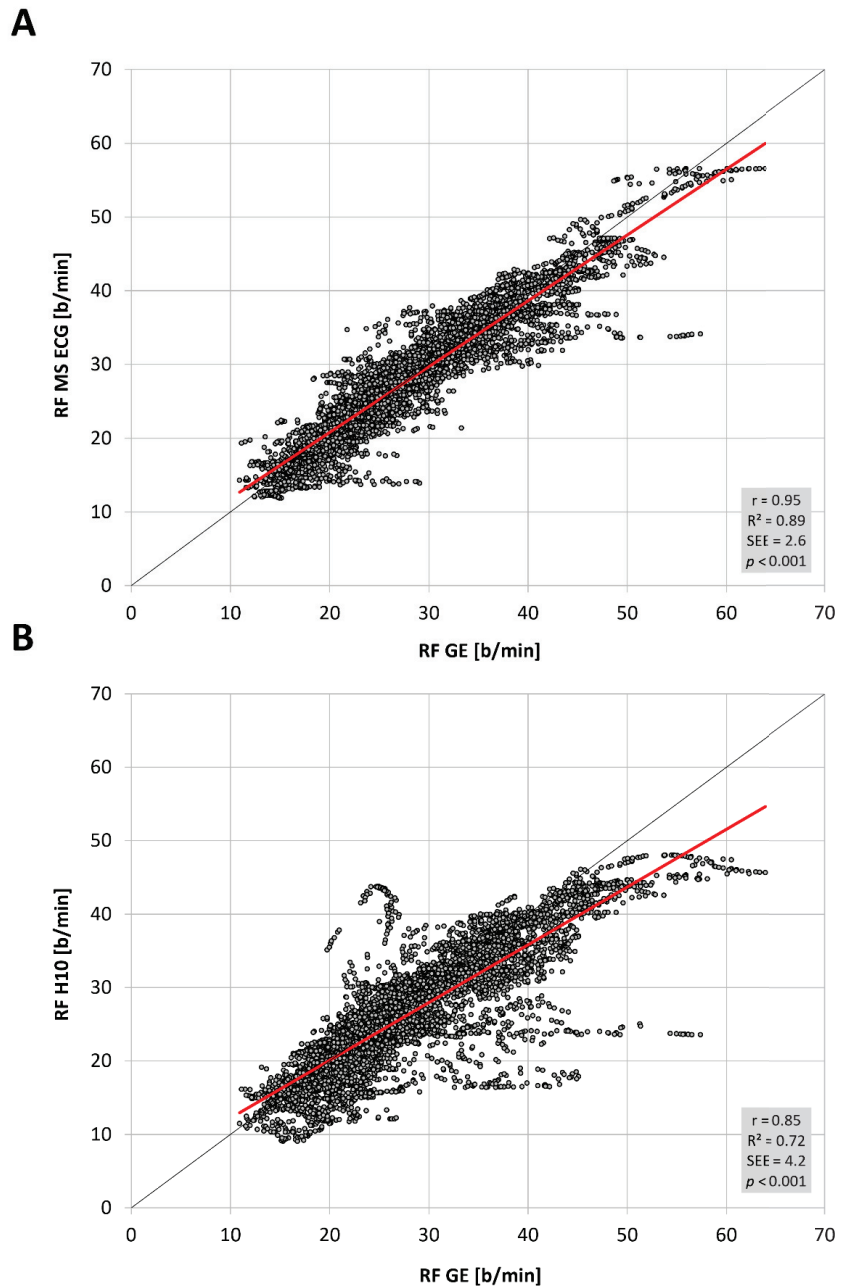 A
70
60
50
40
30
20
10
0
RF MS ECG [b/min]
r = 0.95
R² = 0.89
SEE = 2.6
p < 0.001
0 10 20 30 40 50 60 70
RF GE [b/min]
B
70
60
50
40
30
20
10
0
RF H10 [b/min]
r = 0.85
R² = 0.72
SEE = 4.2
p < 0.001
0 10 20 30 40 50 60 70
RF GE [b/min]